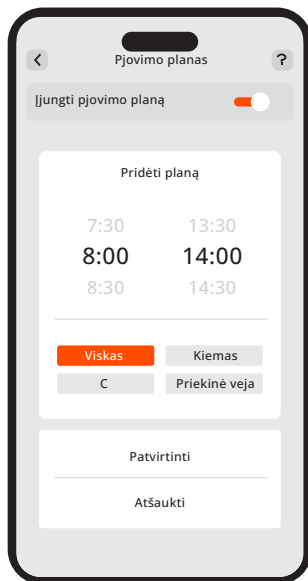 Pjovimo planas
?
Įjungti pjovimo planą
Pridėti planą
7:30 13:30
8:00 14:00
8:30 14:30
Viskas Kiemas
C Priekinė veja
Patvirtinti
Atšaukti